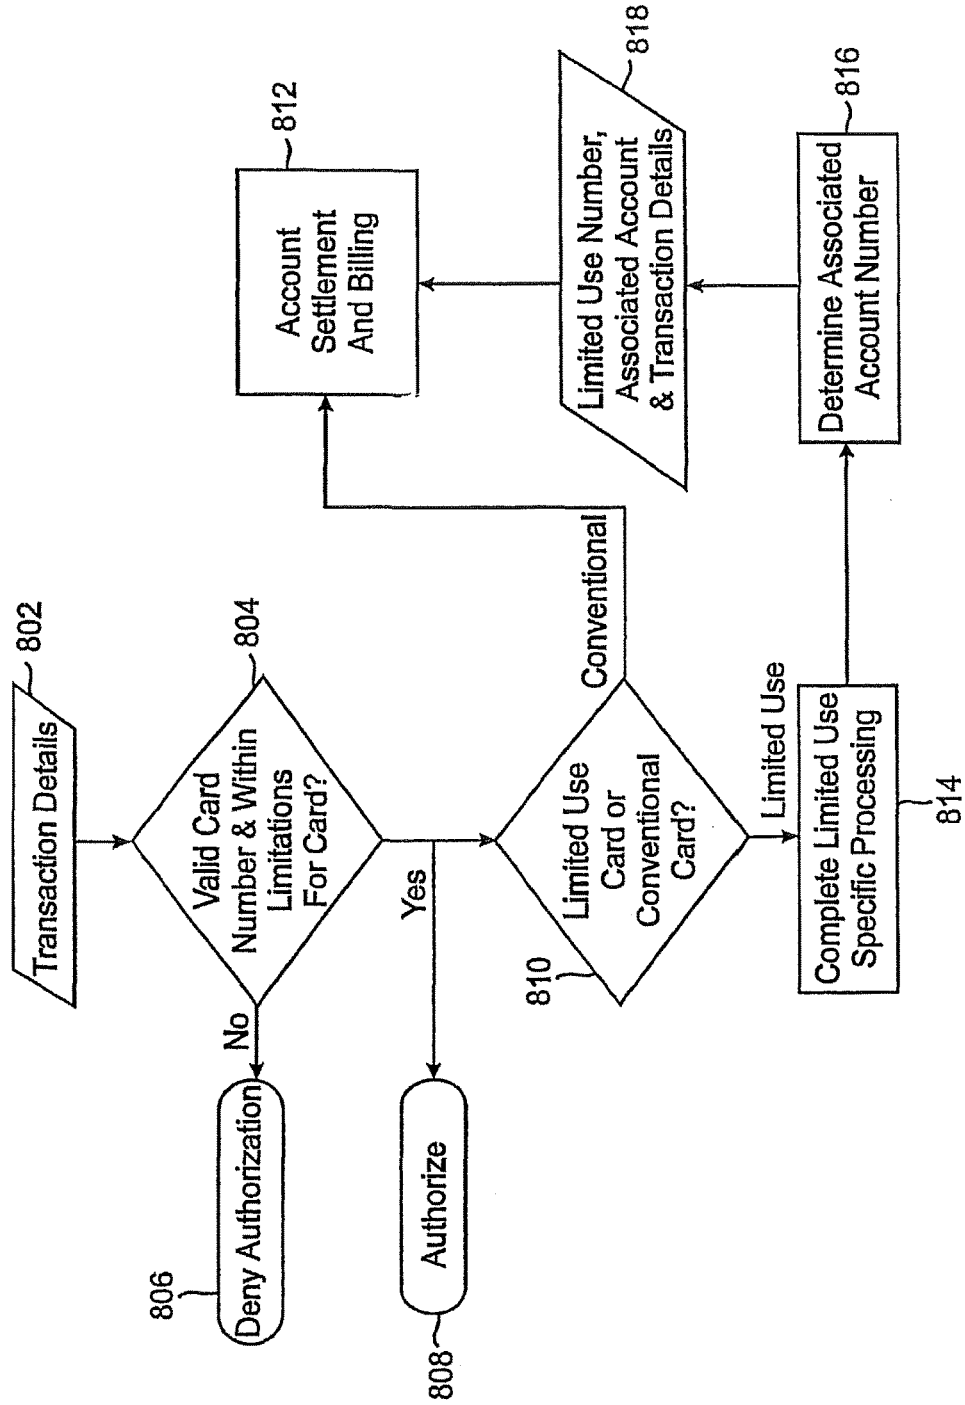 802
Transaction Details
804
Valid Card
Number & Within
Limitations
For Card?
No
806
Deny Authorization
Yes
808
Authorize
810
Limited Use
Card or
Conventional
Card?
Conventional
812
Account
Settlement
And Billing
Limited Use
814
Complete Limited Use
Specific Processing
816
Determine Associated
Account Number
818
Limited Use Number,
Associated Account
& Transaction Details